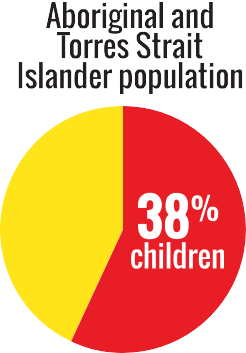 Aboriginal and
Torres Strait
Islander population
38%
children